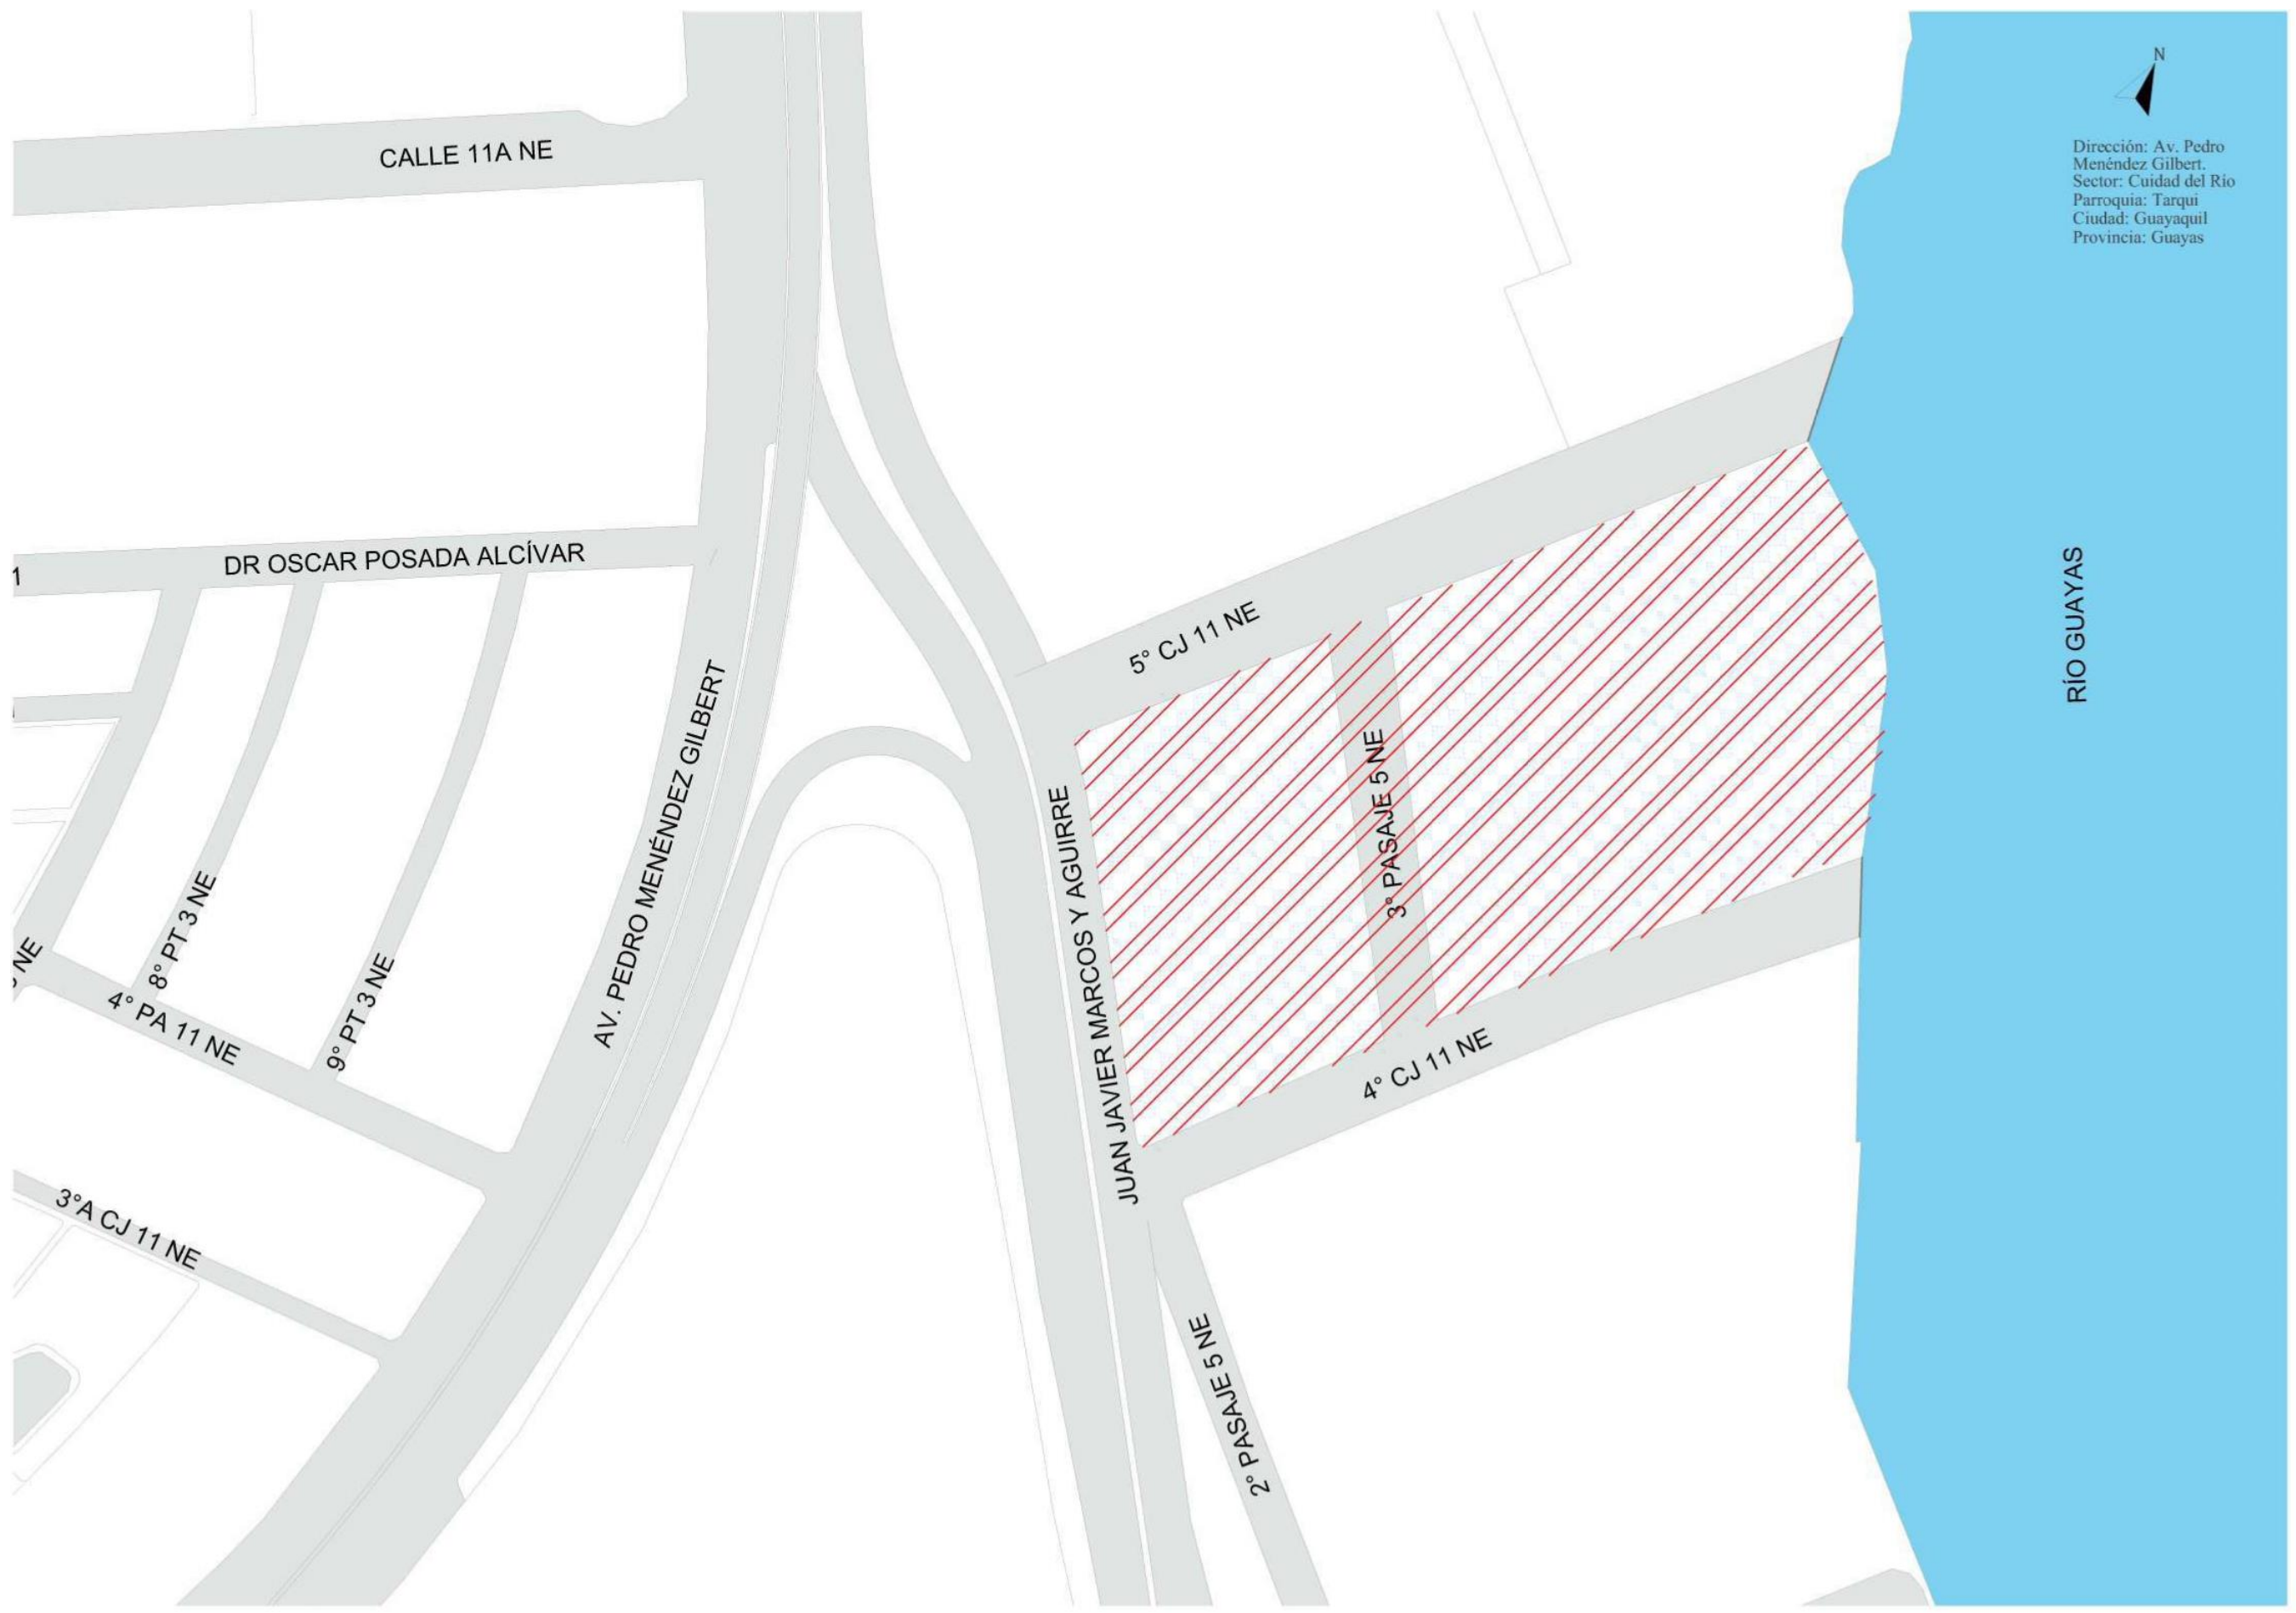 N
Dirección: Av. Pedro
Menéndez Gilbert.
Sector: Cuidad del Río
Parroquia: Tarqui
Ciudad: Guayaquil
Provincia: Guayas
CALLE 11A NE
1
DR OSCAR POSADA ALCÍVAR
RÍO GUAYAS
5° CJ 11 NE
AV. PEDRO MENÉNDEZ GILBERT
3° PASAJE 5 NE
JUAN JAVIER MARCOS Y AGUIRRE
8° PT 3 NE
NE
9° PT 3 NE
4° PA 11 NE
4° CJ 11 NE
3°A CJ 11 NE
2° PASAJE 5 NE